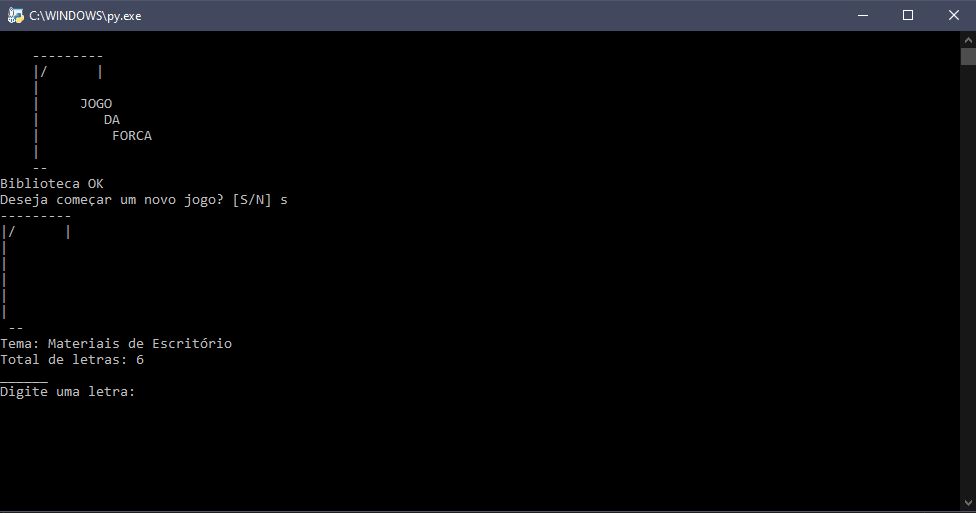 C:\WINDOWS\py.exe
---------
|/      |
|
|     JOGO
|        DA
|         FORCA
|
--
Biblioteca OK
Deseja começar um novo jogo? [S/N] s
---------
|/      |
|
|
|
|
|
 --
Tema: Materiais de Escritório
Total de letras: 6
______
Digite uma letra: